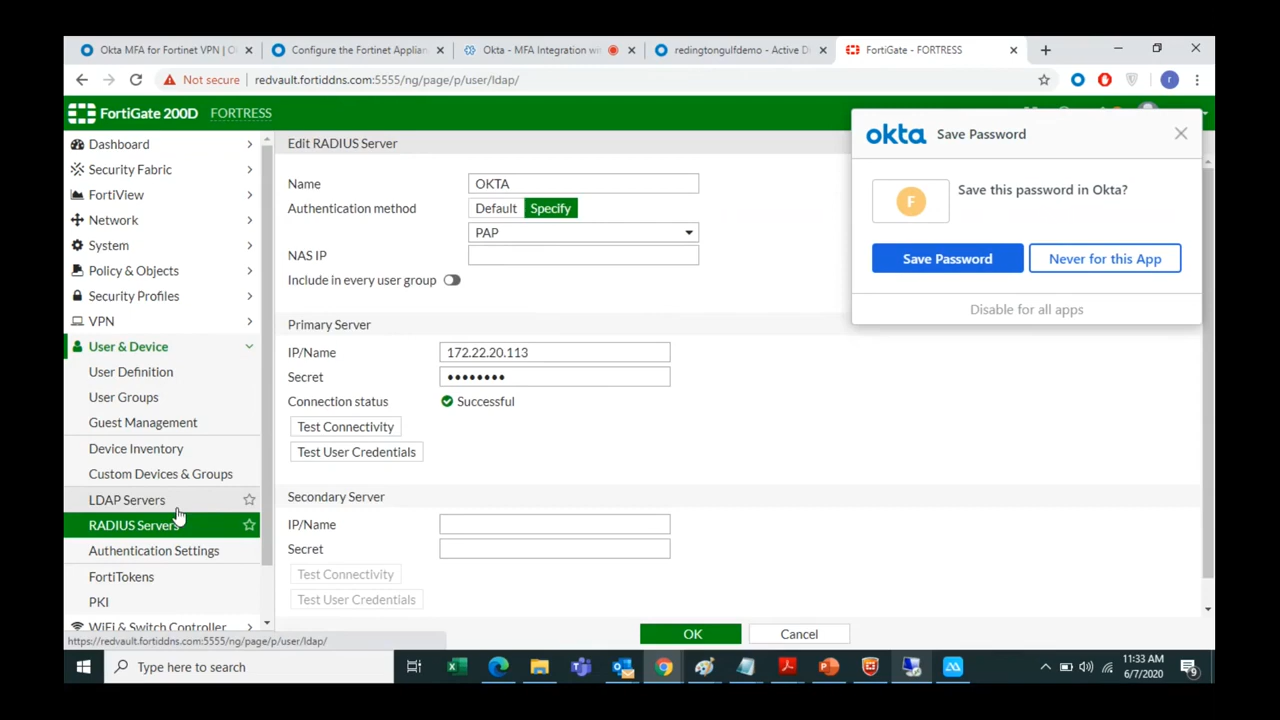 Okta MFA for Fortinet VPN | O
Configure the Fortinet Applian
Okta - MFA Integration w
redingtongulfdemo - Active D
FortiGate - FORTRESS
Not secure
redvault.fortiddns.com:5555/ng/page/p/user/ldap/
FortiGate 200D
FORTRESS
Dashboard
Security Fabric
FortiView
Network
System
Policy & Objects
Security Profiles
VPN
User & Device
User Definition
User Groups
Guest Management
Device Inventory
Custom Devices & Groups
LDAP Servers
RADIUS Servers
Authentication Settings
FortiTokens
PKI
WiFi & Switch Controller
https://redvault.fortiddns.com:5555/ng/page/p/user/ldap/
Edit RADIUS Server
Name
OKTA
Authentication method
Default
Specify
PAP
NAS IP
Include in every user group
Primary Server
IP/Name
172.22.20.113
Secret
••••••••
Connection status
Successful
Test Connectivity
Test User Credentials
Secondary Server
IP/Name
Secret
Test Connectivity
Test User Credentials
OK
Cancel
okta
Save Password
F
Save this password in Okta?
Save Password
Never for this App
Disable for all apps
Type here to search
11:33 AM
6/7/2020